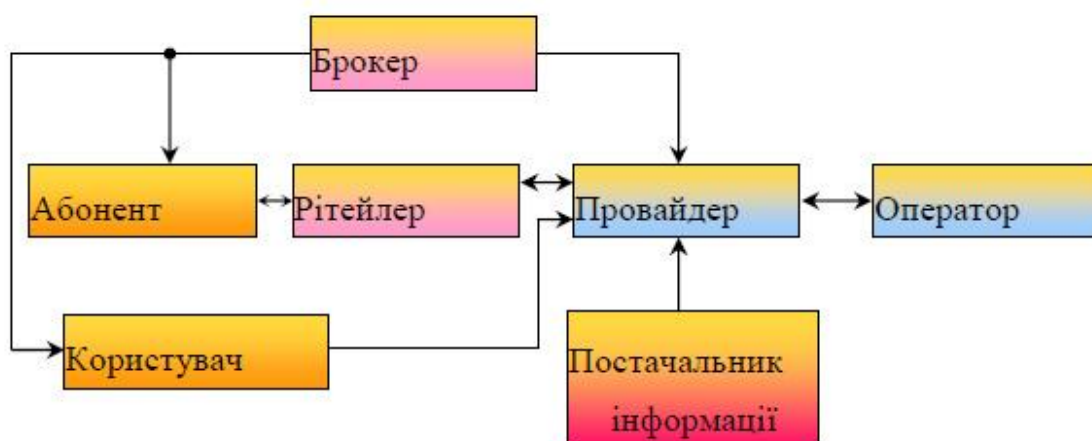 Брокер
Абонент
Рітейлер
Провайдер
Оператор
Користувач
Постачальник
інформації